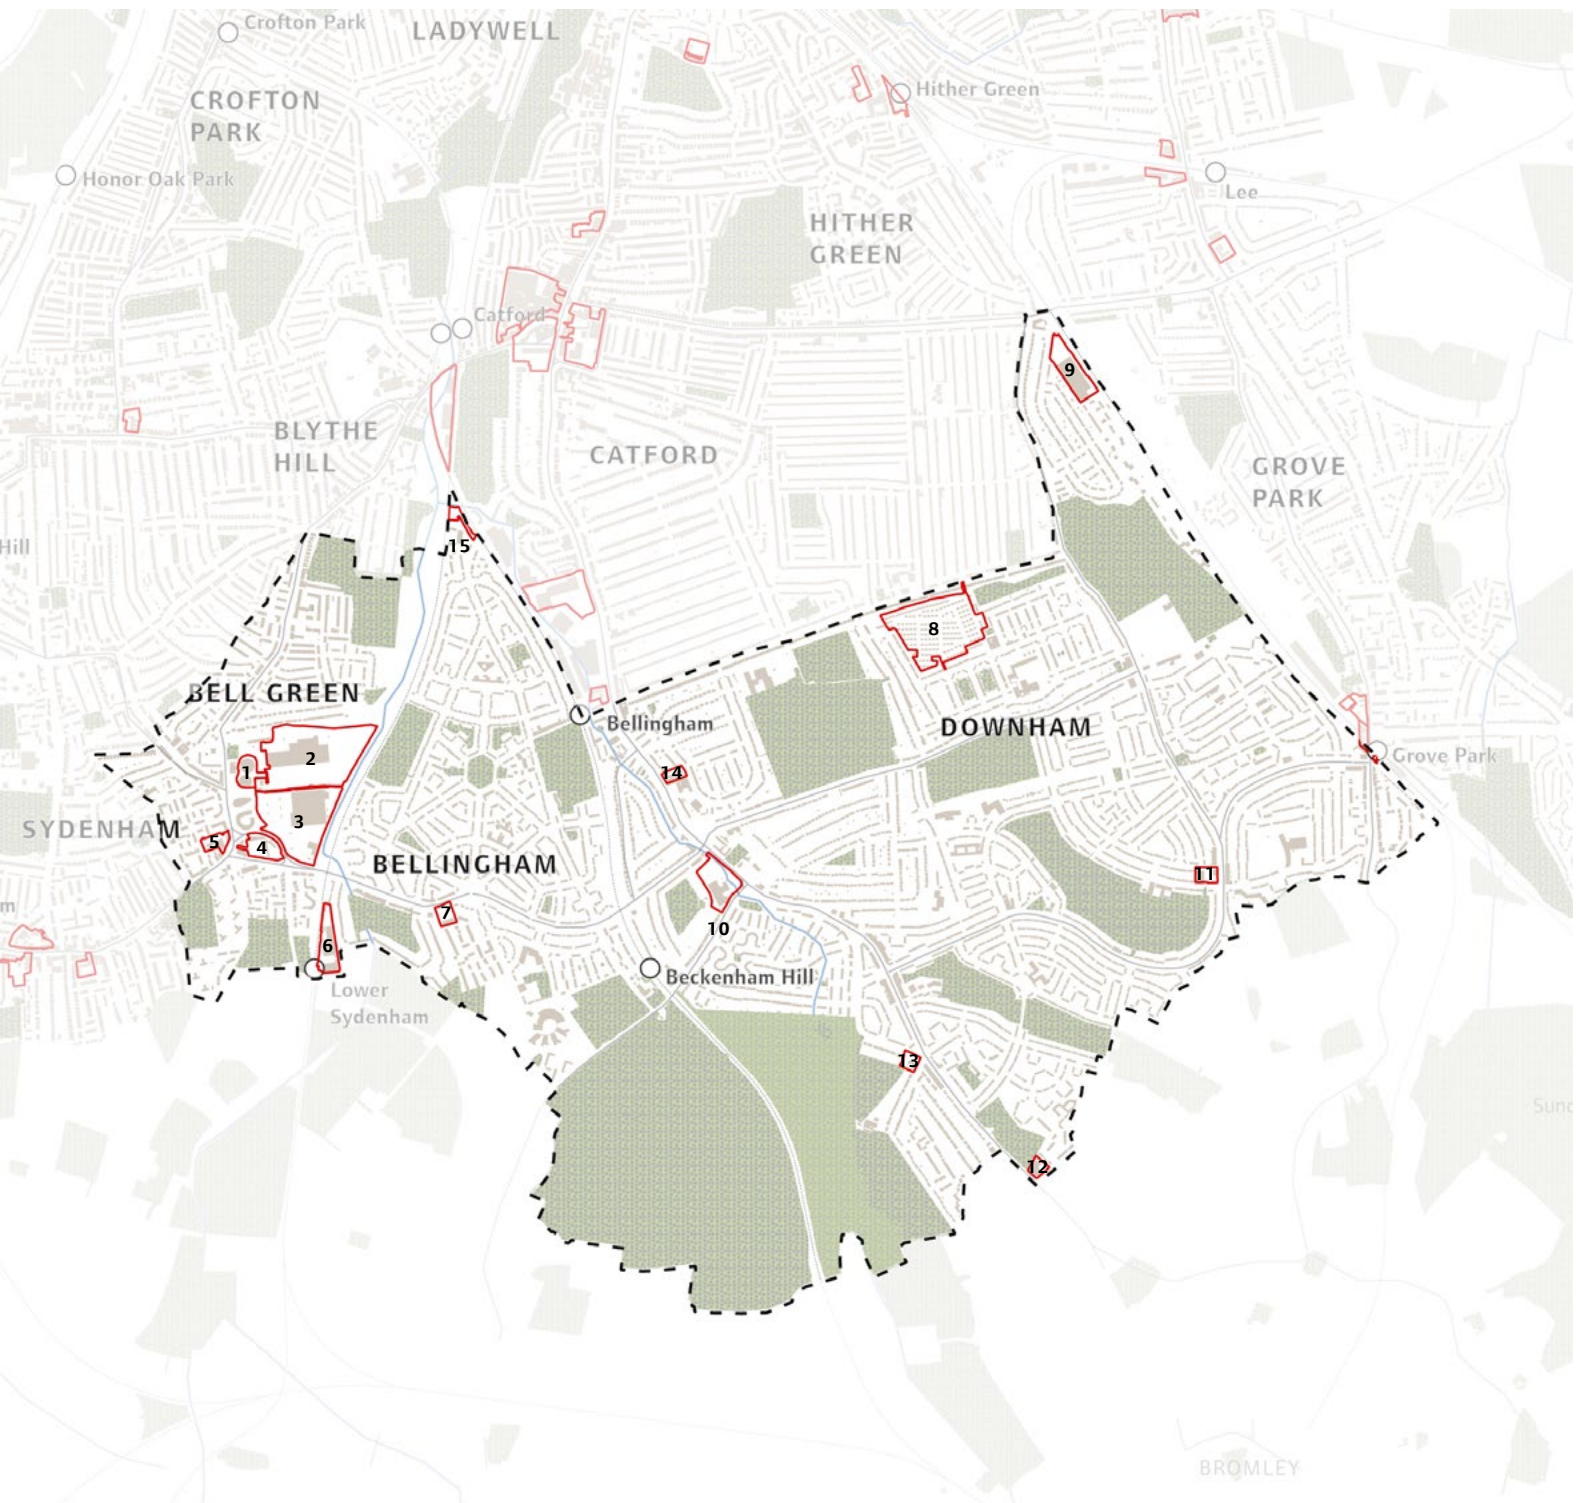 Crofton Park
LADYWELL
CROFTON
PARK
Hither Green
Honor Oak Park
Lee
HITHER
GREEN
Catford
9
BLYTHE
HILL
CATFORD
GROVE
PARK
Hill
15
8
BELL GREEN
Bellingham
DOWNHAM
2
1
14
Grove Park
3
SYDENHAM
5
4
BELLINGHAM
11
m
7
10
6
Beckenham Hill
Lower
Sydenham
13
Sund
12
BROMLEY